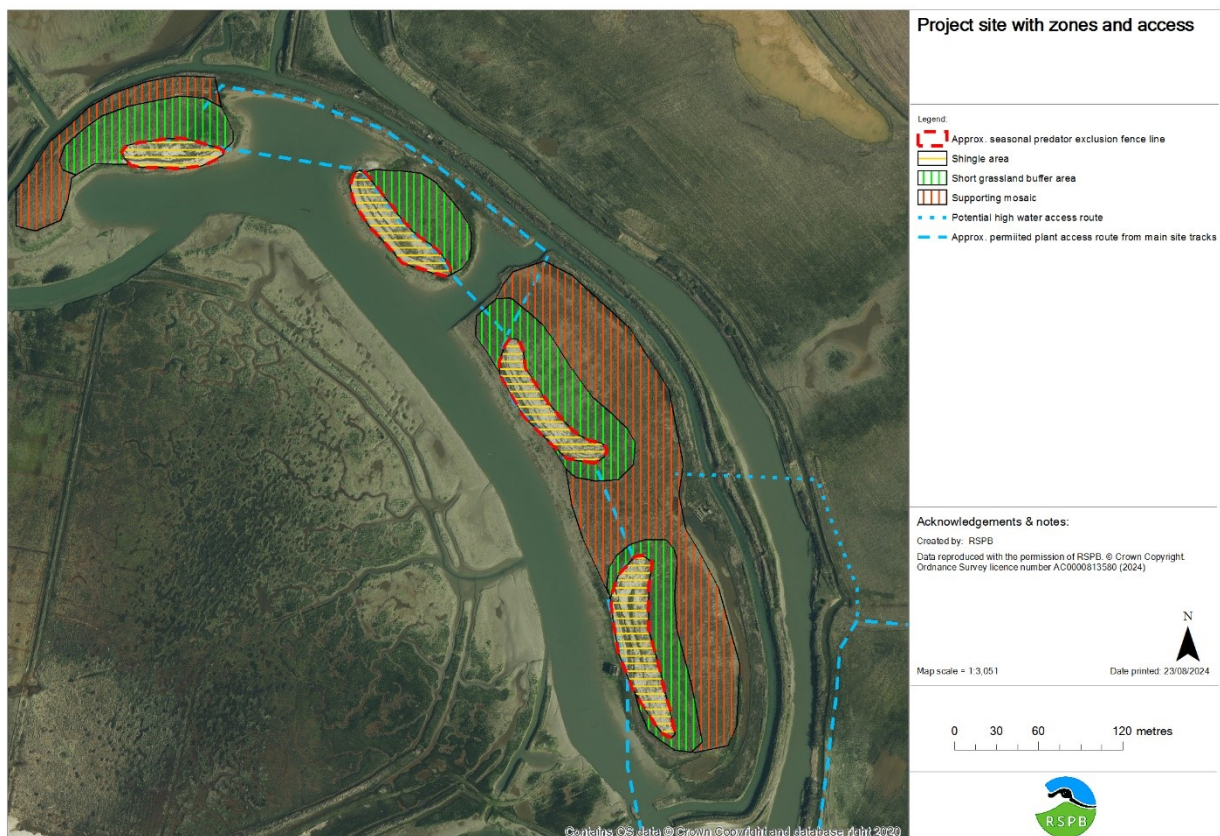 Project site with zones and access
Legend:
Approx. seasonal predator exclusion fence line
Shingle area
Short grassland buffer area
Supporting mosaic
Potential high water access route
Approx. permiited plant access route from main site tracks
Acknowledgements & notes:
Created by: RSPB
Data reproduced with the permission of RSPB. © Crown Copyright.
Ordnance Survey licence number AC0000813580 (2024)
N
Map scale = 1:3,051
Date printed: 23/08/2024
0 30 60 120 metres
RSPB
Contains OS data © Crown Copyright and database right 2020